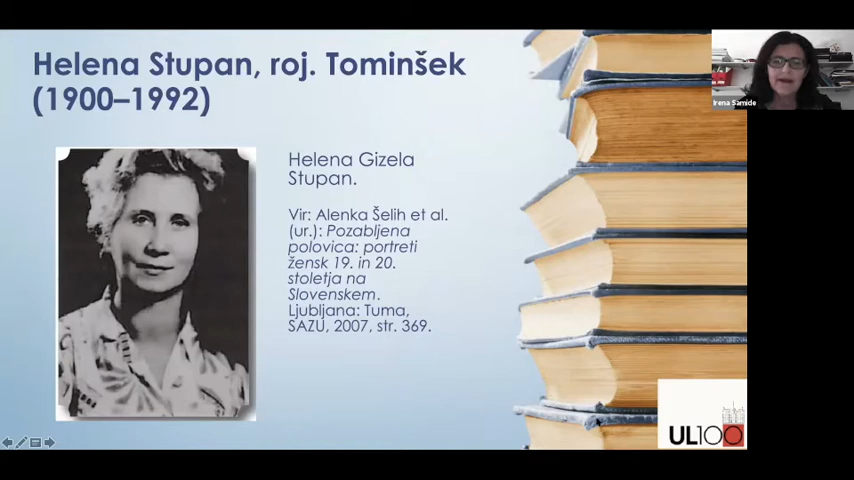 Helena Stupan, roj. Tominšek
(1900–1992)
Irena Samide
Helena Gizela
Stupan.
Vir: Alenka Šelih et al.
(ur.): Pozabljena
polovica: portreti
žensk 19. in 20.
stoletja na
Slovenskem.
Ljubljana: Tuma,
SAZU, 2007, str. 369.
UL100